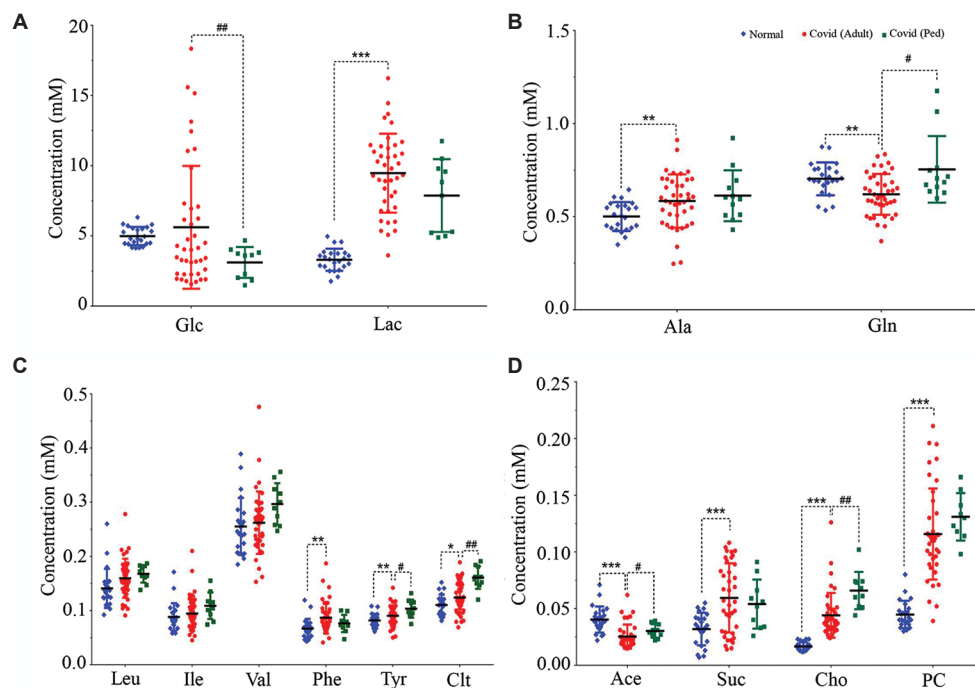 A
Concentration (mM)
20
15
10
5
0
##
***
Glc
Lac
B
Concentration (mM)
1.5
1.0
0.5
0.0
Normal
Covid (Adult)
Covid (Ped)
**
**
#
Ala
Gln
C
Concentration (mM)
0.5
0.4
0.3
0.2
0.1
0.0
**
**
#
*
##
Leu
Ile
Val
Phe
Tyr
Clt
D
Concentration (mM)
0.25
0.20
0.15
0.10
0.05
0.00
***
#
***
***
##
***
Ace
Suc
Cho
PC